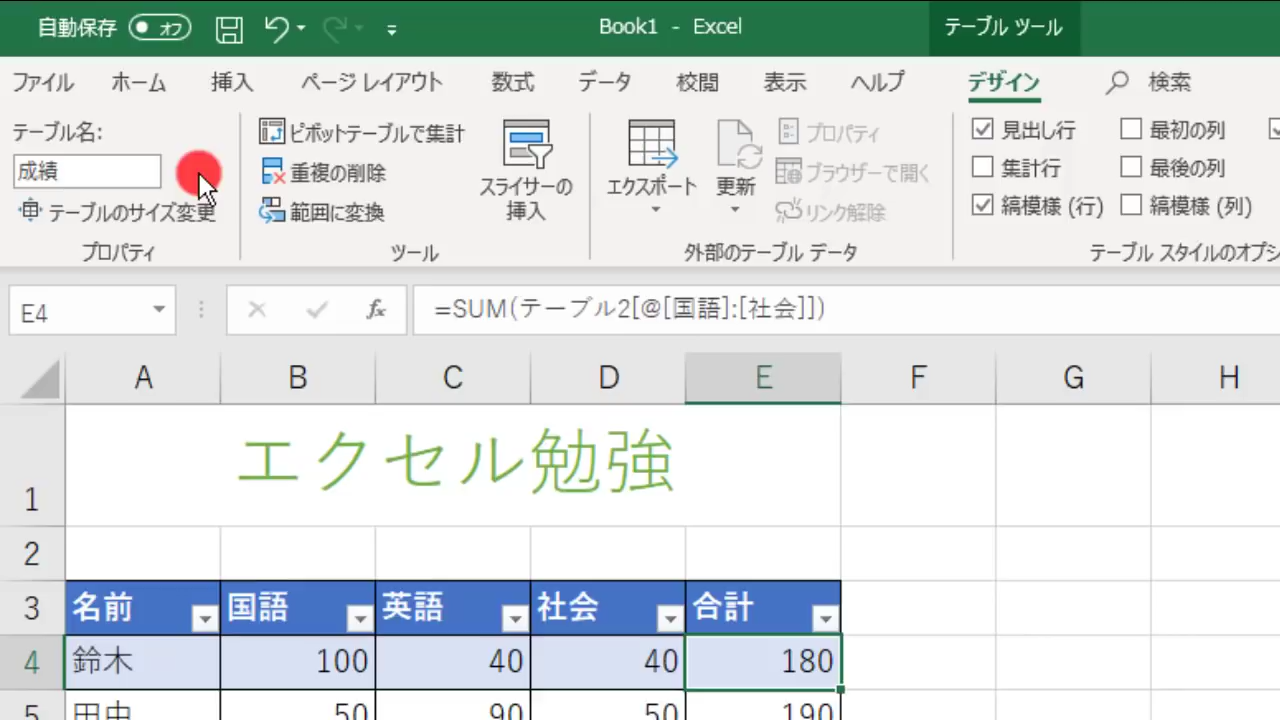 自動保存 オフ Book1 - Excel テーブル ツール
ファイル ホーム 挿入 ページ レイアウト 数式 データ 校閲 表示 ヘルプ デザイン 検索
テーブル名:
成績
テーブルのサイズ変更
プロパティ
ピボットテーブルで集計
重複の削除
範囲に変換
スライサーの
挿入
ツール
エクスポート
更新
プロパティ
ブラウザーで開く
リンク解除
外部のテーブル データ
見出し行
集計行
縞模様 (行)
最初の列
最後の列
縞模様 (列)
テーブル スタイルのオプシ
E4 fx =SUM(テーブル2[@[国語]:[社会]])
A B C D E F G H
1 エクセル勉強
2
3 名前 国語 英語 社会 合計
4 鈴木 100 40 40 180
5 田中 50 90 50 190